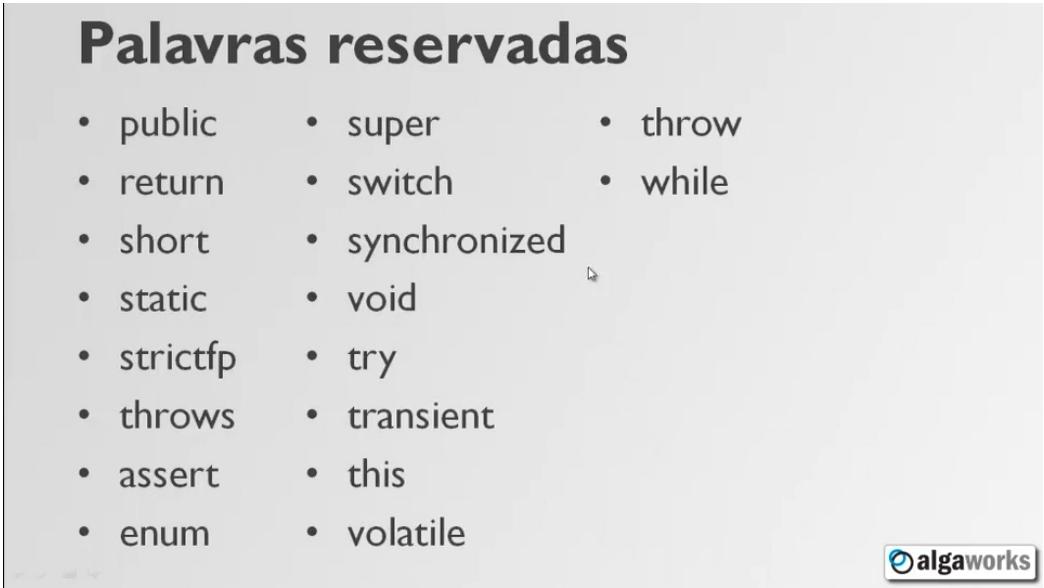 Palavras reservadas
• public
• return
• short
• static
• strictfp
• throws
• assert
• enum
• super
• switch
• synchronized
• void
• try
• transient
• this
• volatile
• throw
• while
algaworks